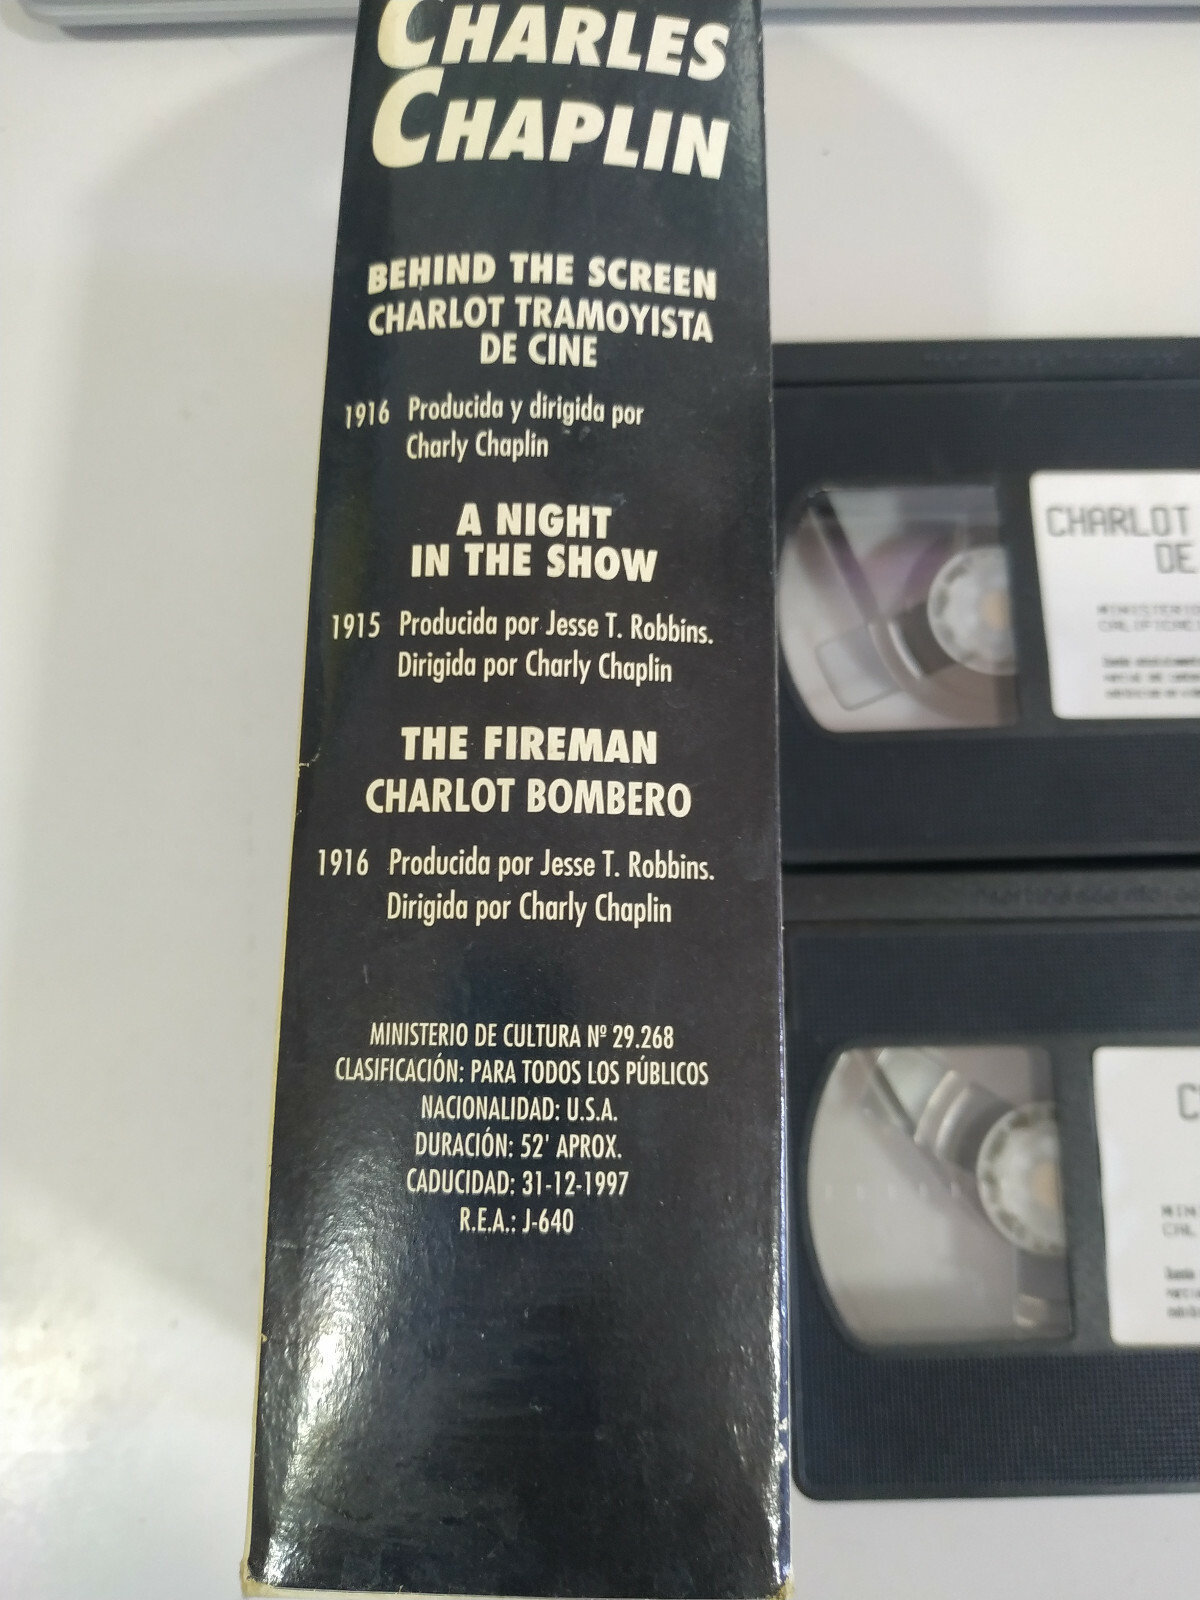 CHARLES
CHAPLIN
BEHIND THE SCREEN
CHARLOT TRAMOYISTA
DE CINE
1916 Producida y dirigida por
Charly Chaplin
A NIGHT
IN THE SHOW
1915 Producida por Jesse T. Robbins.
Dirigida por Charly Chaplin
THE FIREMAN
CHARLOT BOMBERO
1916 Producida por Jesse T. Robbins.
Dirigida por Charly Chaplin
MINISTERIO DE CULTURA Nº 29.268
CLASIFICACIÓN: PARA TODOS LOS PÚBLICOS
NACIONALIDAD: U.S.A.
DURACIÓN: 52' APROX.
CADUCIDAD: 31-12-1997
R.E.A.: J-640
CHARLOT
DE
MINISTERIO